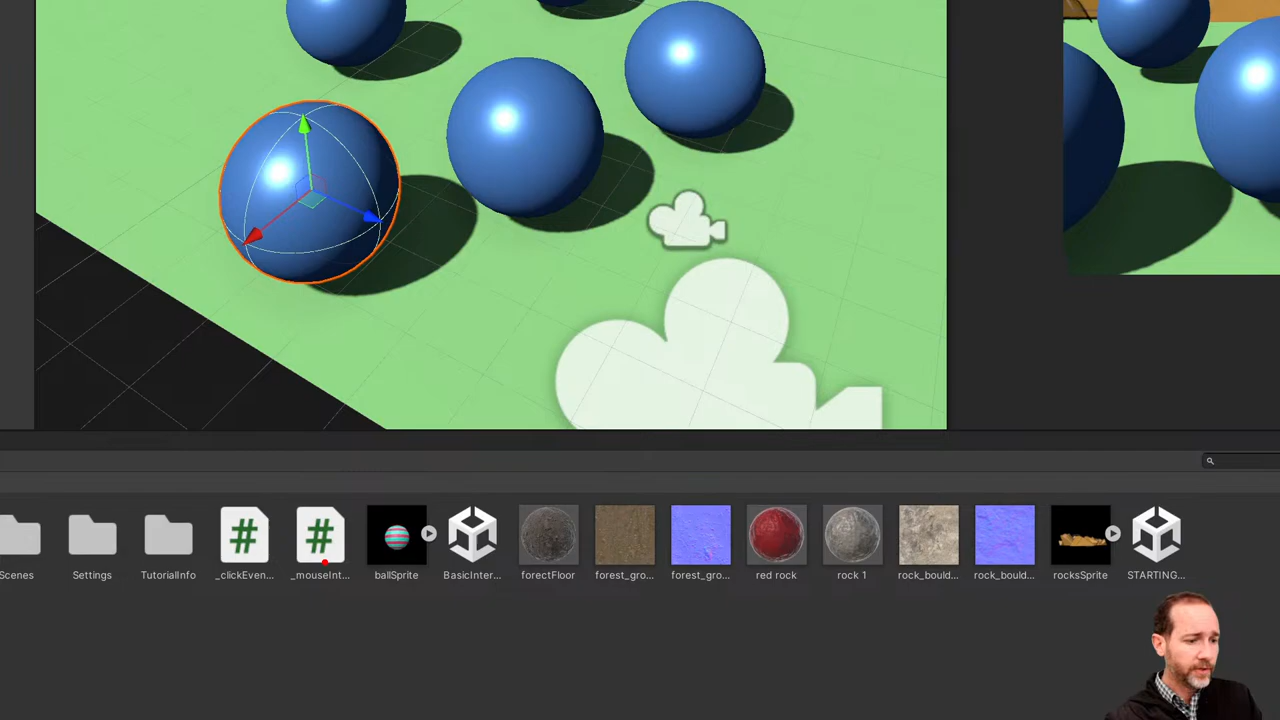 Scenes
Settings
TutorialInfo
_clickEven...
_mouseInt...
ballSprite
BasicInter...
forectFloor
forest_gro...
forest_gro...
red rock
rock 1
rock_bould...
rock_bould...
rocksSprite
STARTING...